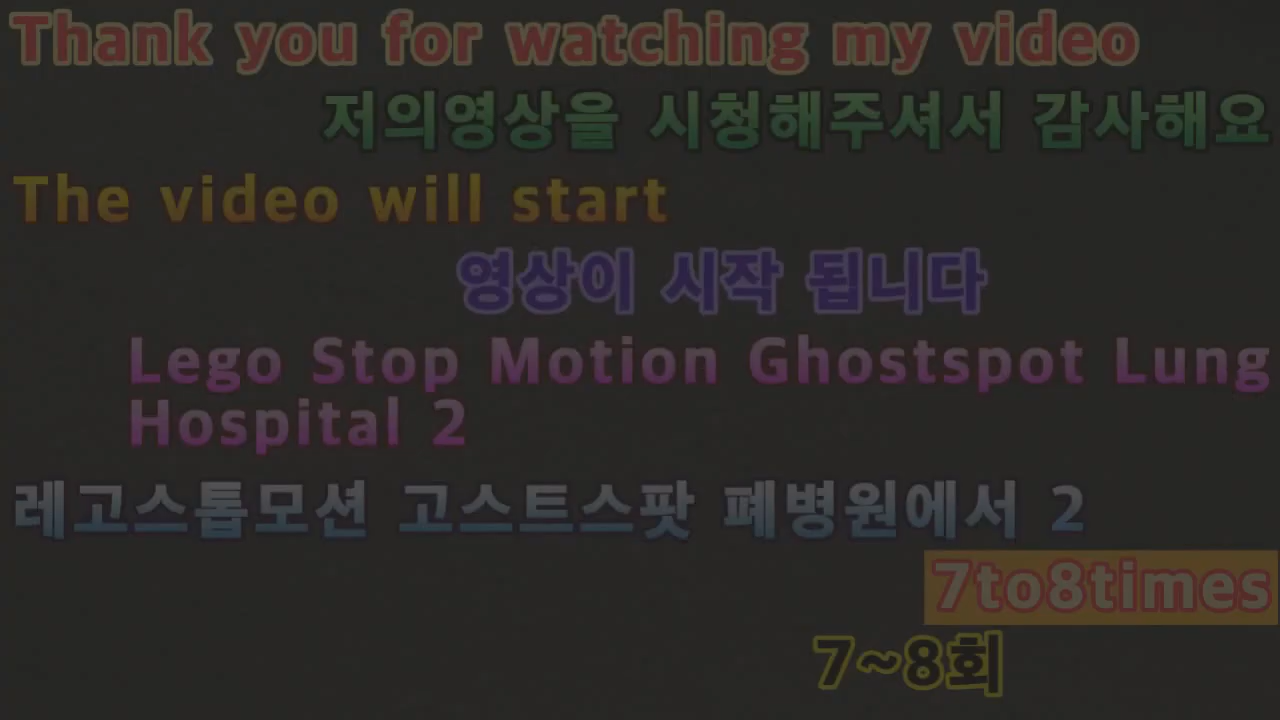 Thank you for watching my video
저의영상을 시청해주셔서 감사해요
The video will start
영상이 시작 됩니다
Lego Stop Motion Ghostspot Lung
Hospital 2
레고스톱모션 고스트스팟 폐병원에서 2
7to8times
7~8회